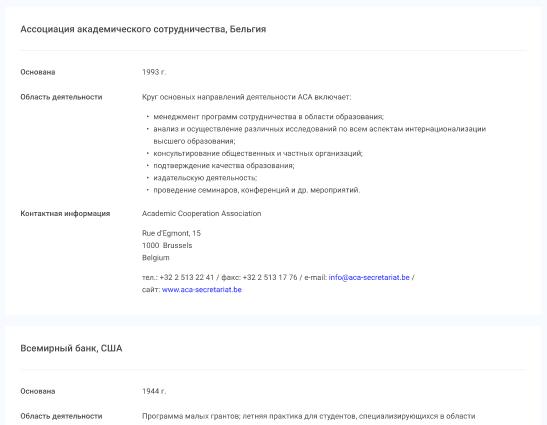 Ассоциация академического сотрудничества, Бельгия
Основана 1993 г.
Область деятельности Круг основных направлений деятельности АСА включает:
• менеджмент программ сотрудничества в области образования;
• анализ и осуществление различных исследований по всем аспектам интернационализации
высшего образования;
• консультирование общественных и частных организаций;
• подтверждение качества образования;
• издательскую деятельность;
• проведение семинаров, конференций и др. мероприятий.
Контактная информация Academic Cooperation Association
Rue d'Egmont, 15
1000 Brussels
Belgium
тел.: +32 2 513 22 41 / факс: +32 2 513 17 76 / e-mail: info@aca-secretariat.be /
сайт: www.aca-secretariat.be
Всемирный банк, США
Основана 1944 г.
Область деятельности Программа малых грантов; летняя практика для студентов, специализирующихся в области